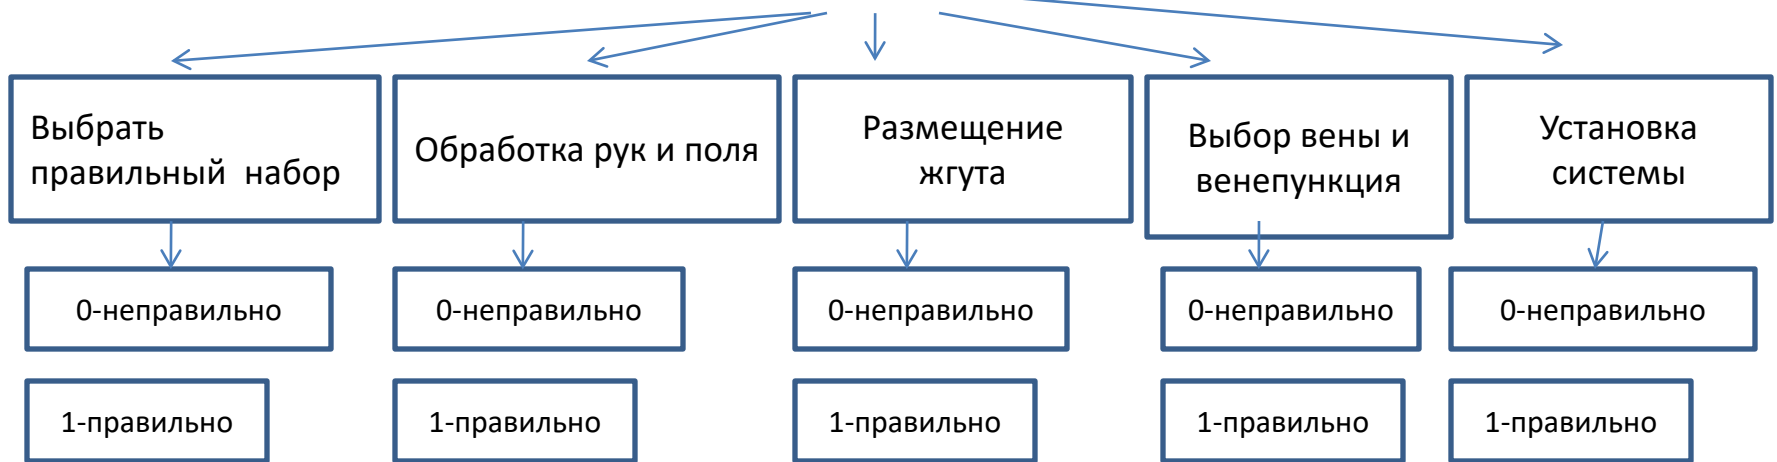 Выбрать
правильный набор
Обработка рук и поля
Размещение
жгута
Выбор вены и
венепункция
Установка
системы
0-неправильно
0-неправильно
0-неправильно
0-неправильно
0-неправильно
1-правильно
1-правильно
1-правильно
1-правильно
1-правильно